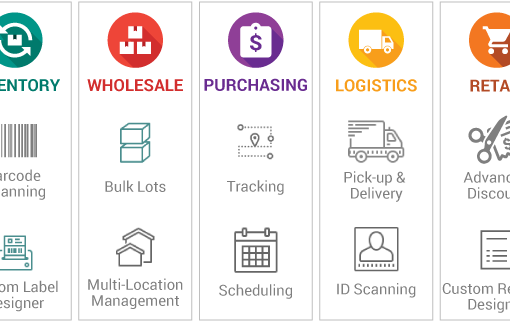 ENTORY
arcode
anning
om Label
esigner
WHOLESALE
Bulk Lots
Multi-Location
Management
PURCHASING
$
Tracking
Scheduling
LOGISTICS
Pick-up &
Delivery
ID Scanning
RETA
Advanc
Discou
Custom Re
Design